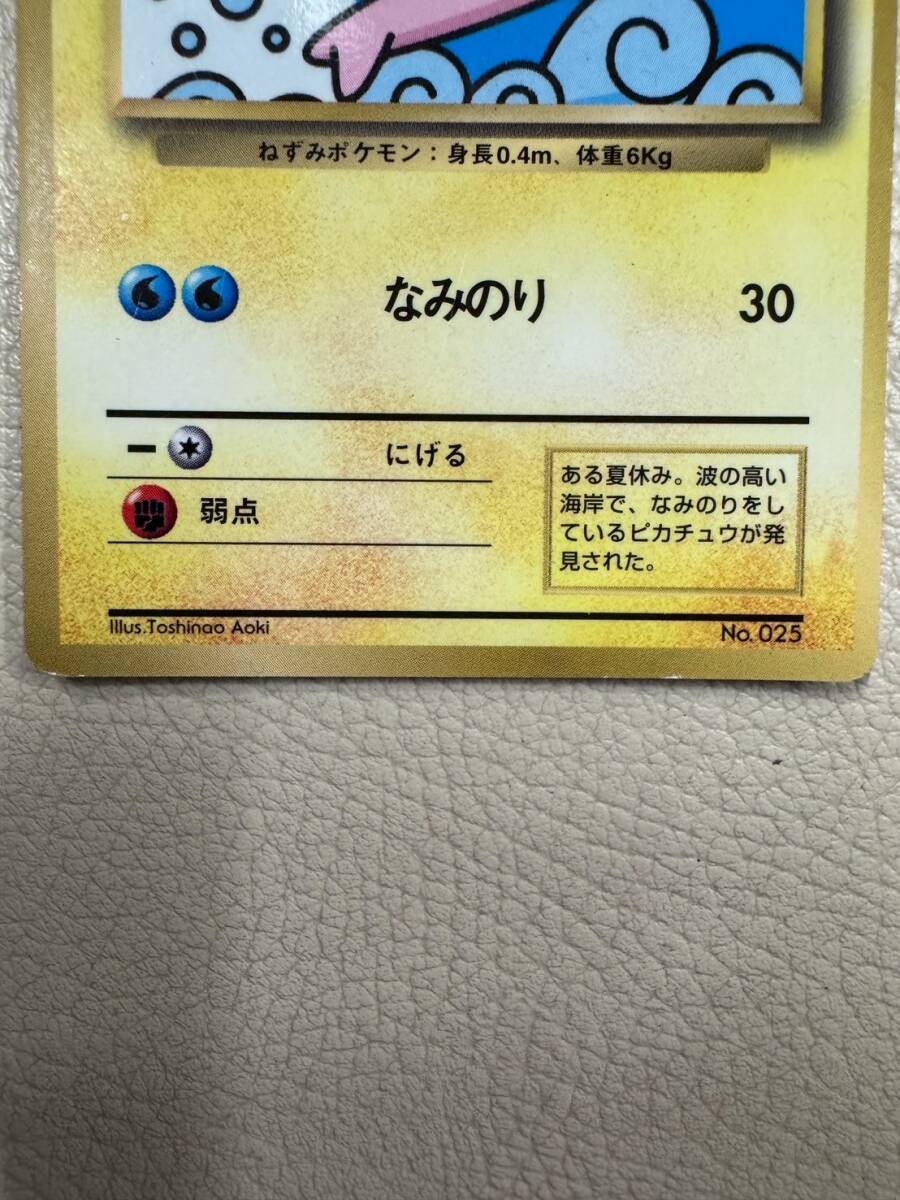 ねずみポケモン：身長0.4m、体重6Kg
なみのり 30
にげる
弱点
ある夏休み。波の高い
海岸で、なみのりをし
ているピカチュウが発
見された。
Illus.Toshinao Aoki
No. 025